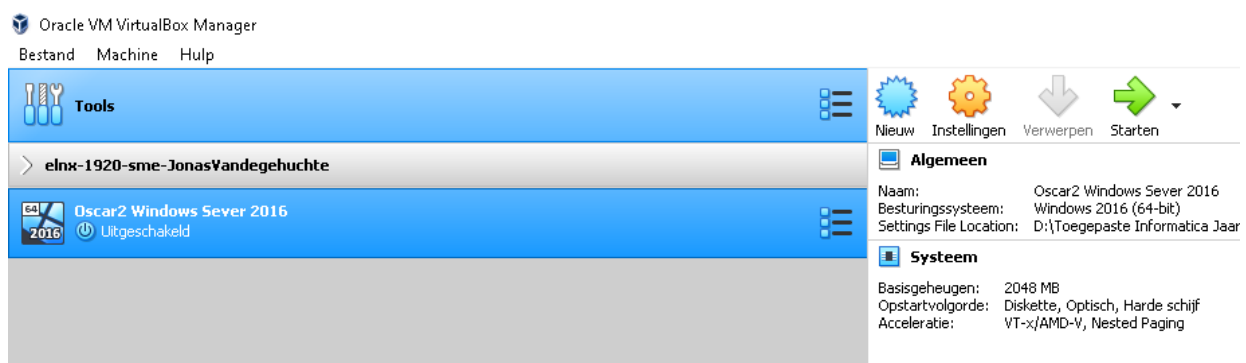 Oracle VM VirtualBox Manager
Bestand Machine Hulp
Tools
elnx-1920-sme-JonasVandegehuchte
64
2016
Oscar2 Windows Sever 2016
Uitgeschakeld
Nieuw Instellingen Verwerpen Starten
Algemeen
Naam: Oscar2 Windows Sever 2016
Besturingssysteem: Windows 2016 (64-bit)
Settings File Location: D:\Toegepaste Informatica Jaar
Systeem
Basisgeheugen: 2048 MB
Opstartvolgorde: Diskette, Optisch, Harde schijf
Acceleratie: VT-x/AMD-V, Nested Paging